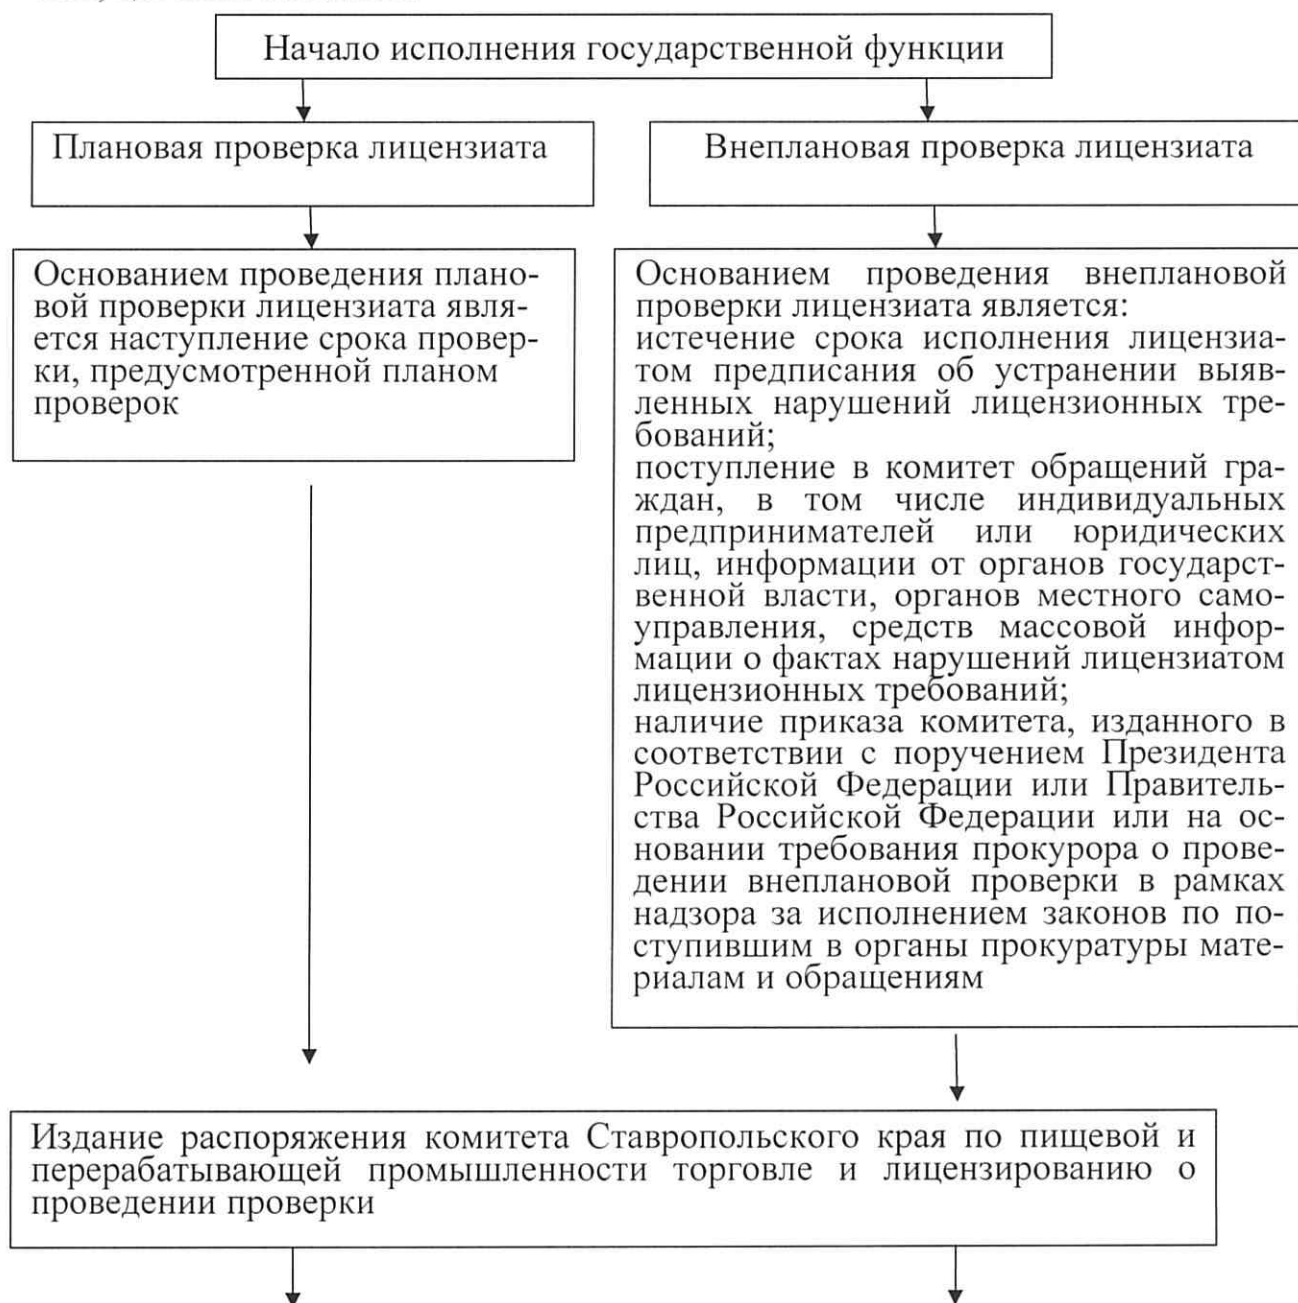 Начало исполнения государственной функции
Плановая проверка лицензиата
Внеплановая проверка лицензиата
Основанием проведения плано-
вой проверки лицензиата явля-
ется наступление срока провер-
ки, предусмотренной планом
проверок
Основанием проведения внеплановой
проверки лицензиата является:
истечение срока исполнения лицензиа-
том предписания об устранении выяв-
ленных нарушений лицензионных тре-
бований;
поступление в комитет обращений гра-
ждан, в том числе индивидуальных
предпринимателей или юридических
лиц, информации от органов государст-
венной власти, органов местного само-
управления, средств массовой инфор-
мации о фактах нарушений лицензиатом
лицензионных требований;
наличие приказа комитета, изданного в
соответствии с поручением Президента
Российской Федерации или Правитель-
ства Российской Федерации или на ос-
новании требования прокурора о прове-
дении внеплановой проверки в рамках
надзора за исполнением законов по по-
ступившим в органы прокуратуры мате-
риалам и обращениям
Издание распоряжения комитета Ставропольского края по пищевой и
перерабатывающей промышленности торговле и лицензированию о
проведении проверки